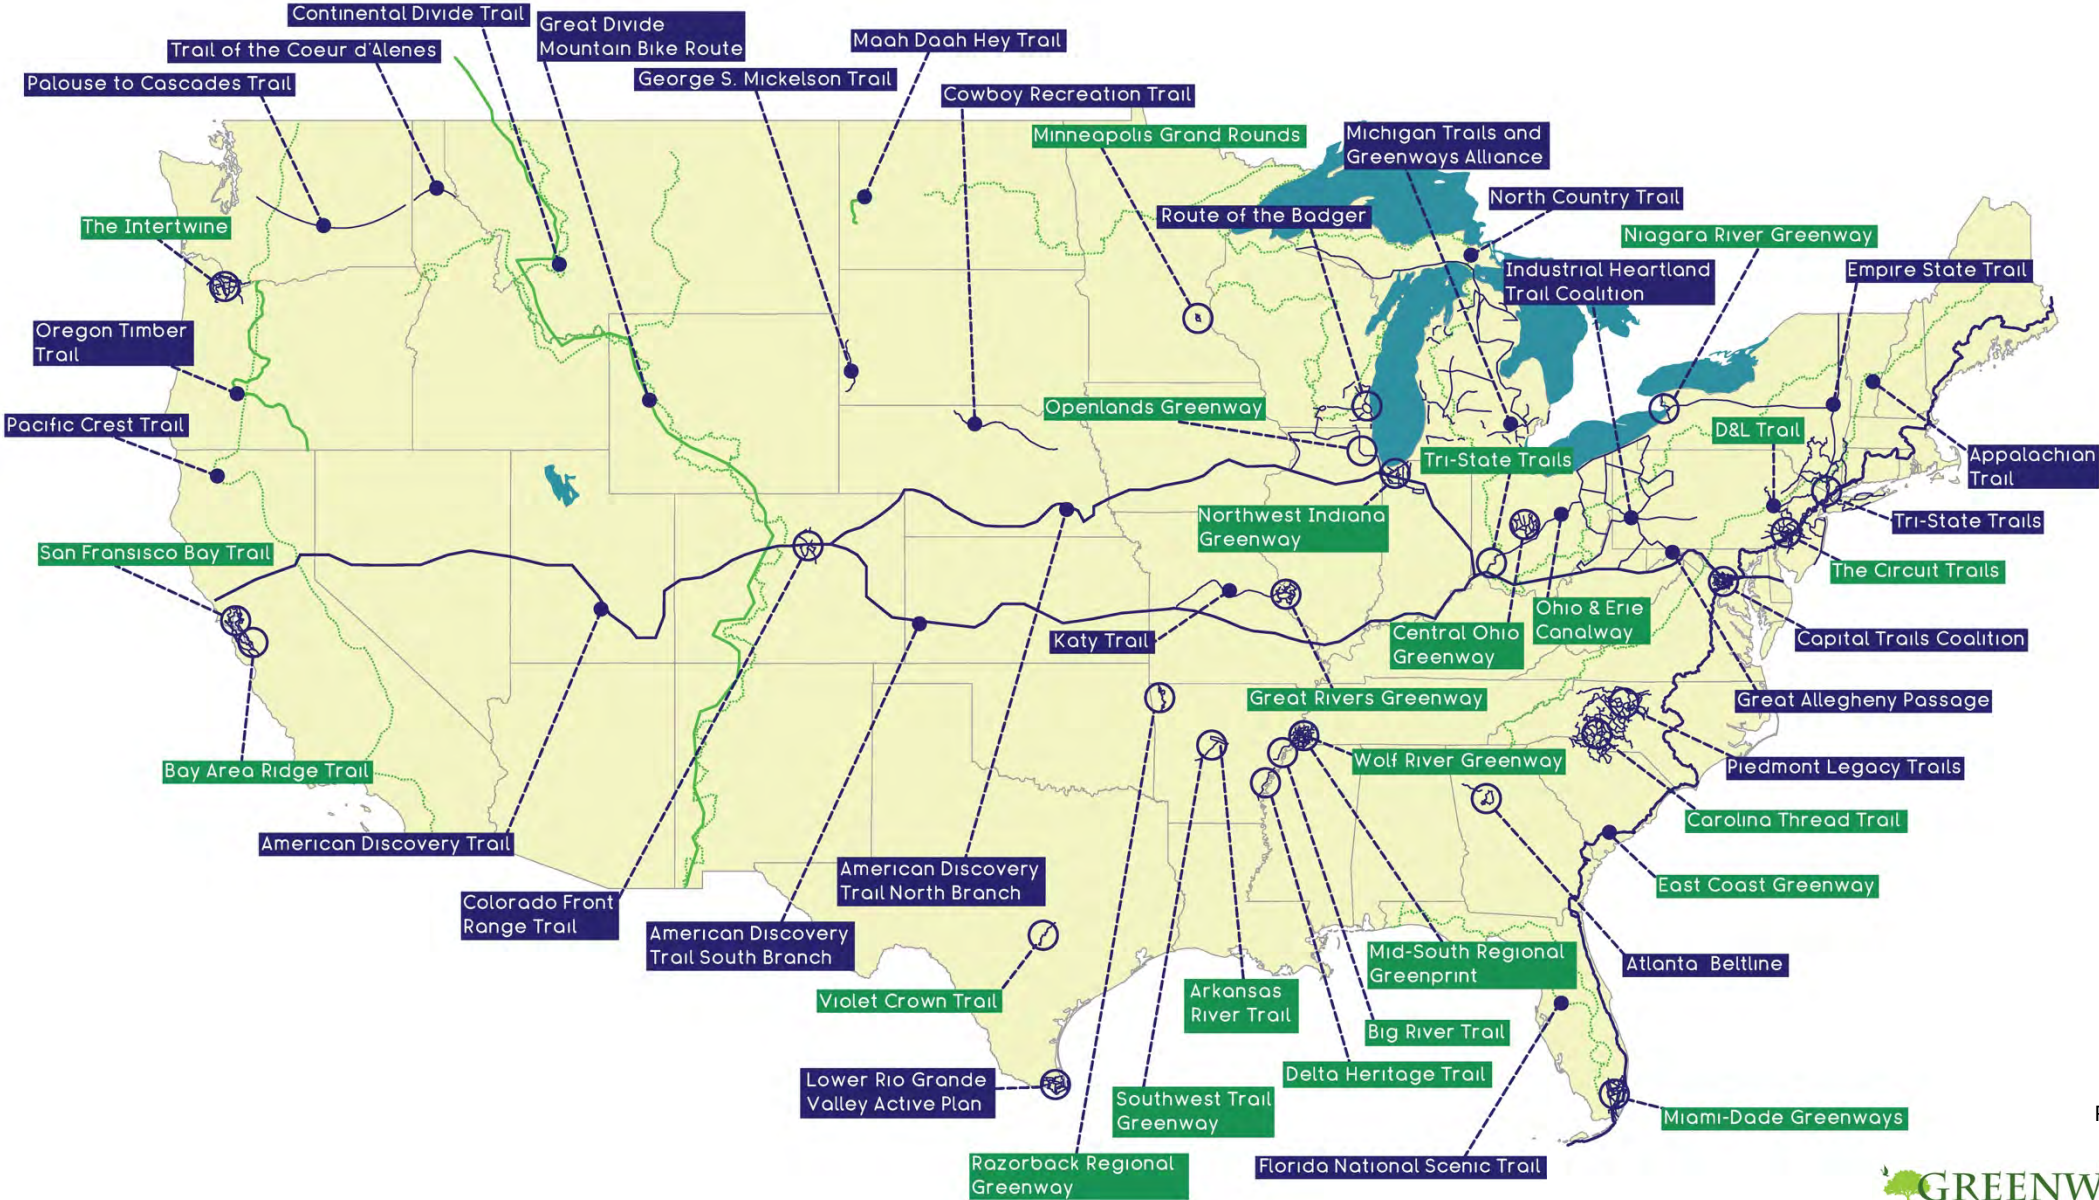 Continental Divide Trail
Great Divide
Mountain Bike Route
Maah Daah Hey Trail
Trail of the Coeur d'Alenes
George S. Mickelson Trail
Palouse to Cascades Trail
Cowboy Recreation Trail
Minneapolis Grand Rounds
Michigan Trails and
Greenways Alliance
North Country Trail
Route of the Badger
The Intertwine
Niagara River Greenway
Industrial Heartland
Trail Coalition
Empire State Trail
Oregon Timber
Trail
Openlands Greenway
Pacific Crest Trail
D&L Trail
Tri-State Trails
Appalachian
Trail
Northwest Indiana
Greenway
Tri-State Trails
San Fransisco Bay Trail
The Circuit Trails
Ohio & Erie
Canalway
Katy Trail
Central Ohio
Greenway
Capital Trails Coalition
Great Rivers Greenway
Great Allegheny Passage
Wolf River Greenway
Piedmont Legacy Trails
Bay Area Ridge Trail
Carolina Thread Trail
American Discovery Trail
American Discovery
Trail North Branch
East Coast Greenway
Colorado Front
Range Trail
American Discovery
Trail South Branch
Mid-South Regional
Greenprint
Atlanta Beltline
Violet Crown Trail
Arkansas
River Trail
Big River Trail
Delta Heritage Trail
Lower Rio Grande
Valley Active Plan
Southwest Trail
Greenway
Miami-Dade Greenways
Razorback Regional
Greenway
Florida National Scenic Trail